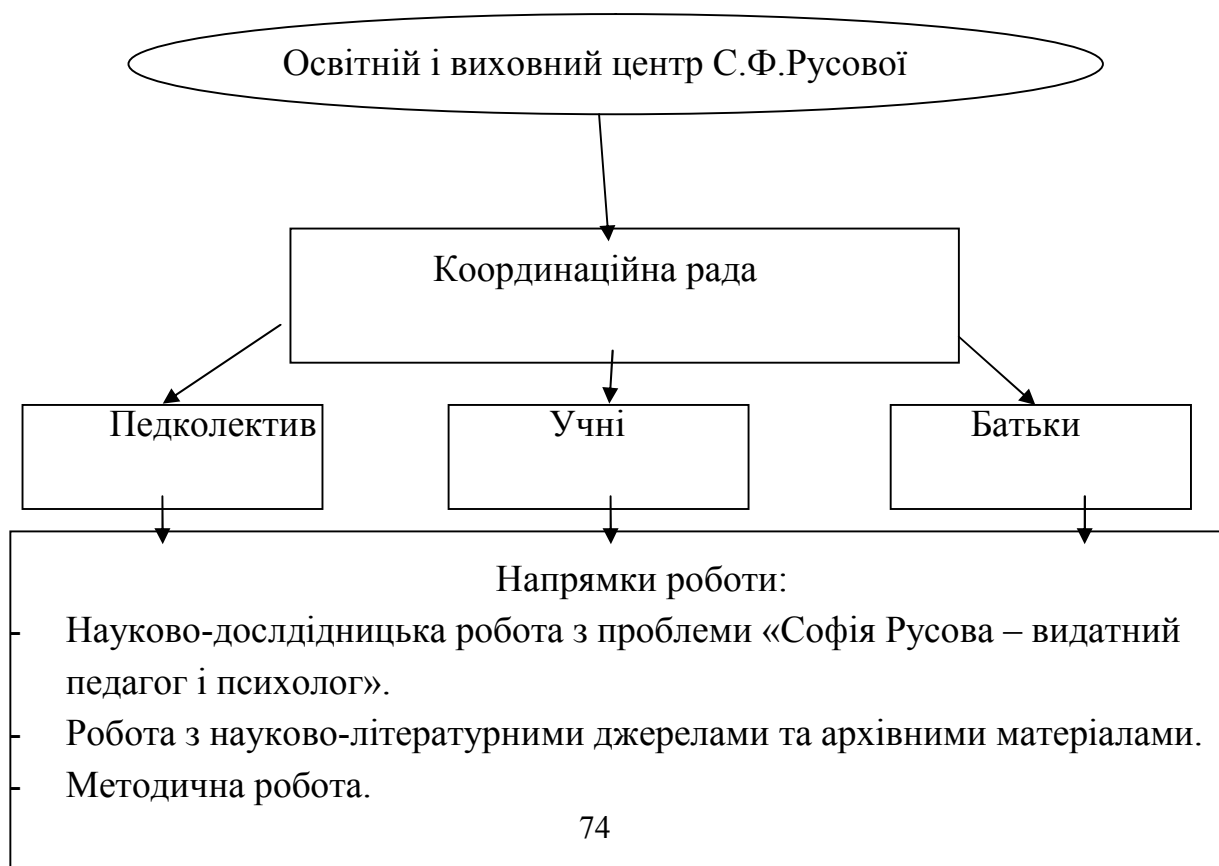 Освітній і виховний центр С.Ф.Русової
Координаційна рада
Педколектив
Учні
Батьки
Напрямки роботи:
- Науково-дослдідницька робота з проблеми «Софія Русова – видатний
педагог і психолог».
- Робота з науково-літературними джерелами та архівними матеріалами.
- Методична робота.
74